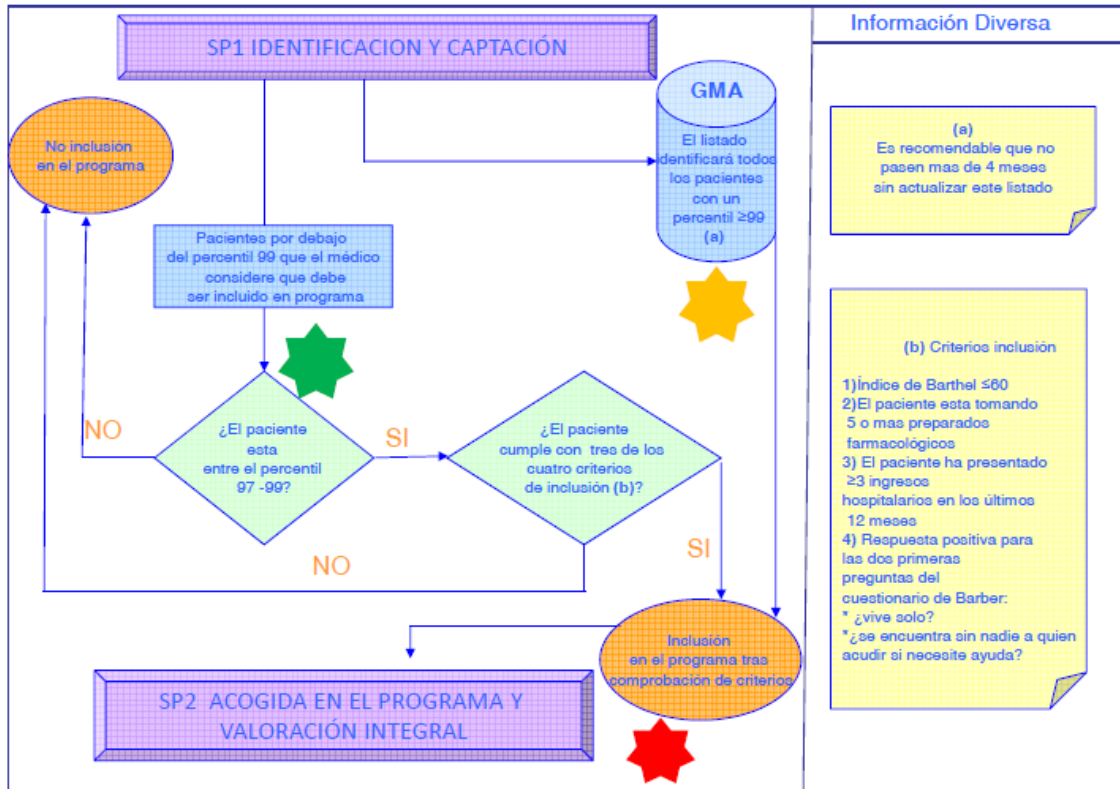 SP1 IDENTIFICACION Y CAPTACIÓN
No inclusión
en el programa
GMA
El listado
identificará todos
los pacientes
con un
percentil ≥99
(a)
Pacientes por debajo
del percentil 99 que el médico
considere que debe
ser incluido en programa
¿El paciente
esta
entre el percentil
97 -99?
NO
SI
¿El paciente
cumple con tres de los
cuatro criterios
de inclusión (b)?
NO
SI
Inclusión
en el programa tras
comprobación de criterios
SP2 ACOGIDA EN EL PROGRAMA Y
VALORACIÓN INTEGRAL
Información Diversa
(a)
Es recomendable que no
pasen mas de 4 meses
sin actualizar este listado
(b) Criterios inclusión
1)Índice de Barthel ≤60
2)El paciente esta tomando
5 o mas preparados
farmacológicos
3) El paciente ha presentado
≥3 ingresos
hospitalarios en los últimos
12 meses
4) Respuesta positiva para
las dos primeras
preguntas del
cuestionario de Barber:
* ¿vive solo?
*¿se encuentra sin nadie a quien
acudir si necesite ayuda?